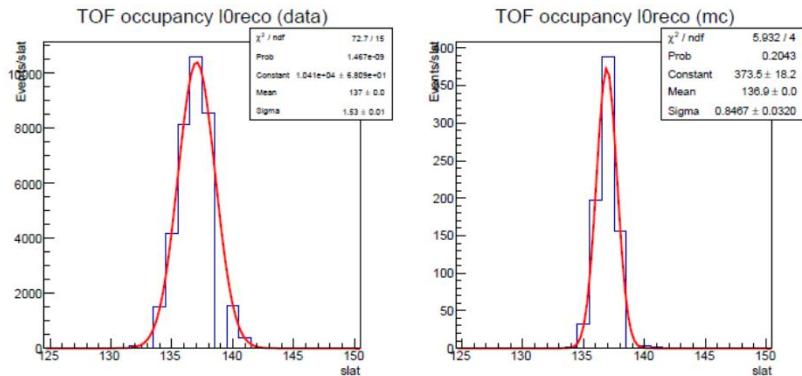 TOF occupancy l0reco (data)
χ² / ndf 72.7 / 15
Prob 1.467e-09
Constant 1.041e+04 ± 6.809e+01
Mean 137 ± 0.0
Sigma 1.53 ± 0.01
Events/slat
10000
8000
6000
4000
2000
0
125 130 135 140 145 150
slat
TOF occupancy l0reco (mc)
χ² / ndf 5.932 / 4
Prob 0.2043
Constant 373.5 ± 18.2
Mean 136.9 ± 0.0
Sigma 0.8467 ± 0.0320
Events/slat
400
350
300
250
200
150
100
50
0
125 130 135 140 145 150
slat